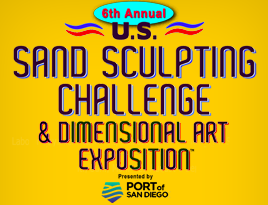 6th Annual
U.S.
SAND SCULPTING
CHALLENGE
& DIMENSIONAL ART
EXPOSITION™
Presented by
PORT of
SAN DIEGO